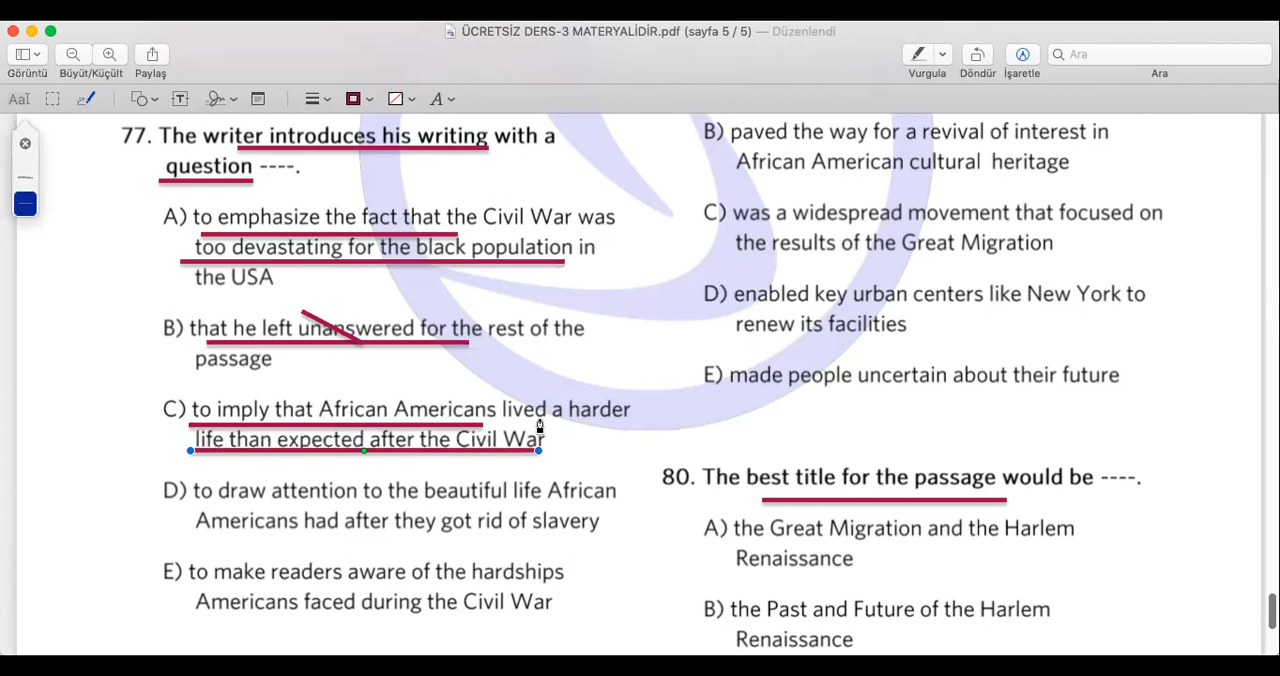 ÜCRETSİZ DERS-3 MATERYALİDİR.pdf (sayfa 5 / 5) — Düzenlendi
Görüntü Büyüt/Küçült Paylaş Vurgula Döndür İşaretle Ara
Ara
77. The writer introduces his writing with a
question ----.
A) to emphasize the fact that the Civil War was
too devastating for the black population in
the USA
B) that he left unanswered for the rest of the
passage
C) to imply that African Americans lived a harder
life than expected after the Civil War
D) to draw attention to the beautiful life African
Americans had after they got rid of slavery
E) to make readers aware of the hardships
Americans faced during the Civil War
B) paved the way for a revival of interest in
African American cultural heritage
C) was a widespread movement that focused on
the results of the Great Migration
D) enabled key urban centers like New York to
renew its facilities
E) made people uncertain about their future
80. The best title for the passage would be ----.
A) the Great Migration and the Harlem
Renaissance
B) the Past and Future of the Harlem
Renaissance